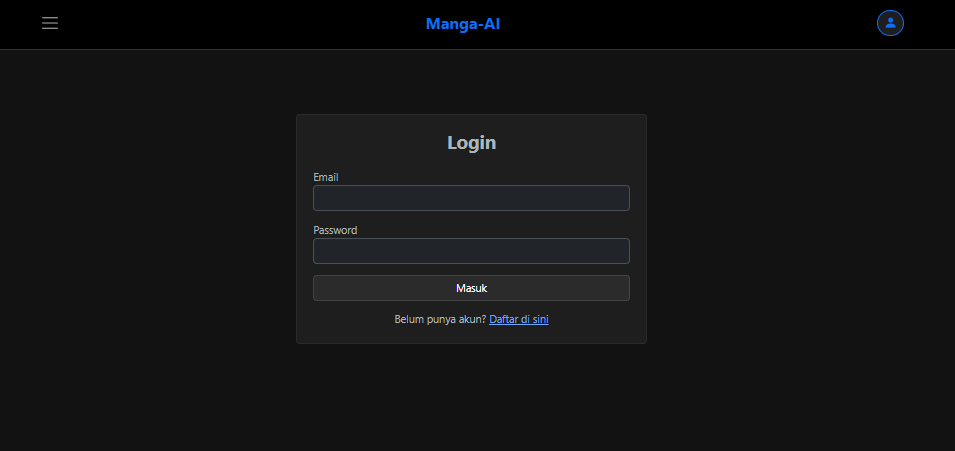 Manga-AI
Login
Email
Password
Masuk
Belum punya akun? Daftar di sini